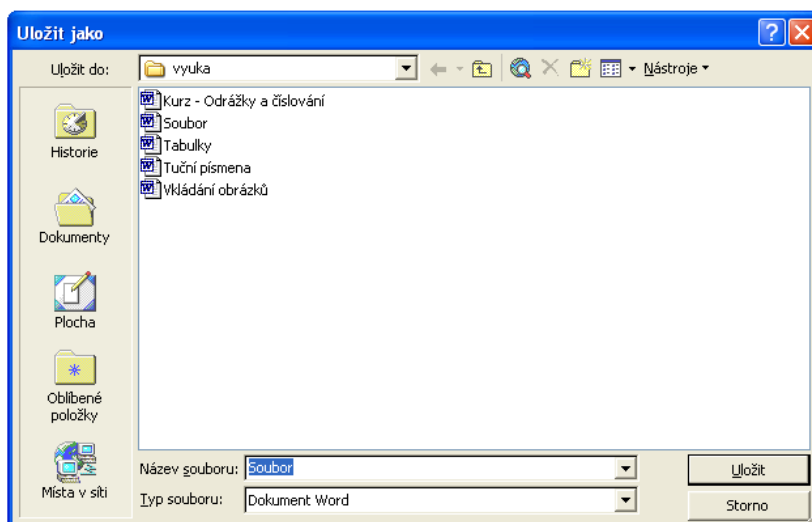 Uložit jako
Uložit do:
vyuka
Nástroje
Historie
Dokumenty
Plocha
Oblíbené
položky
Místa v síti
Kurz - Odrážky a číslování
Soubor
Tabulky
Tuční písmena
Vkládání obrázků
Název souboru:
Soubor
Uložit
Typ souboru:
Dokument Word
Storno